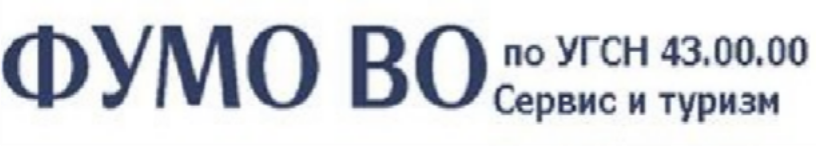 ФУМО ВО по УГСН 43.00.00
Сервис и туризм